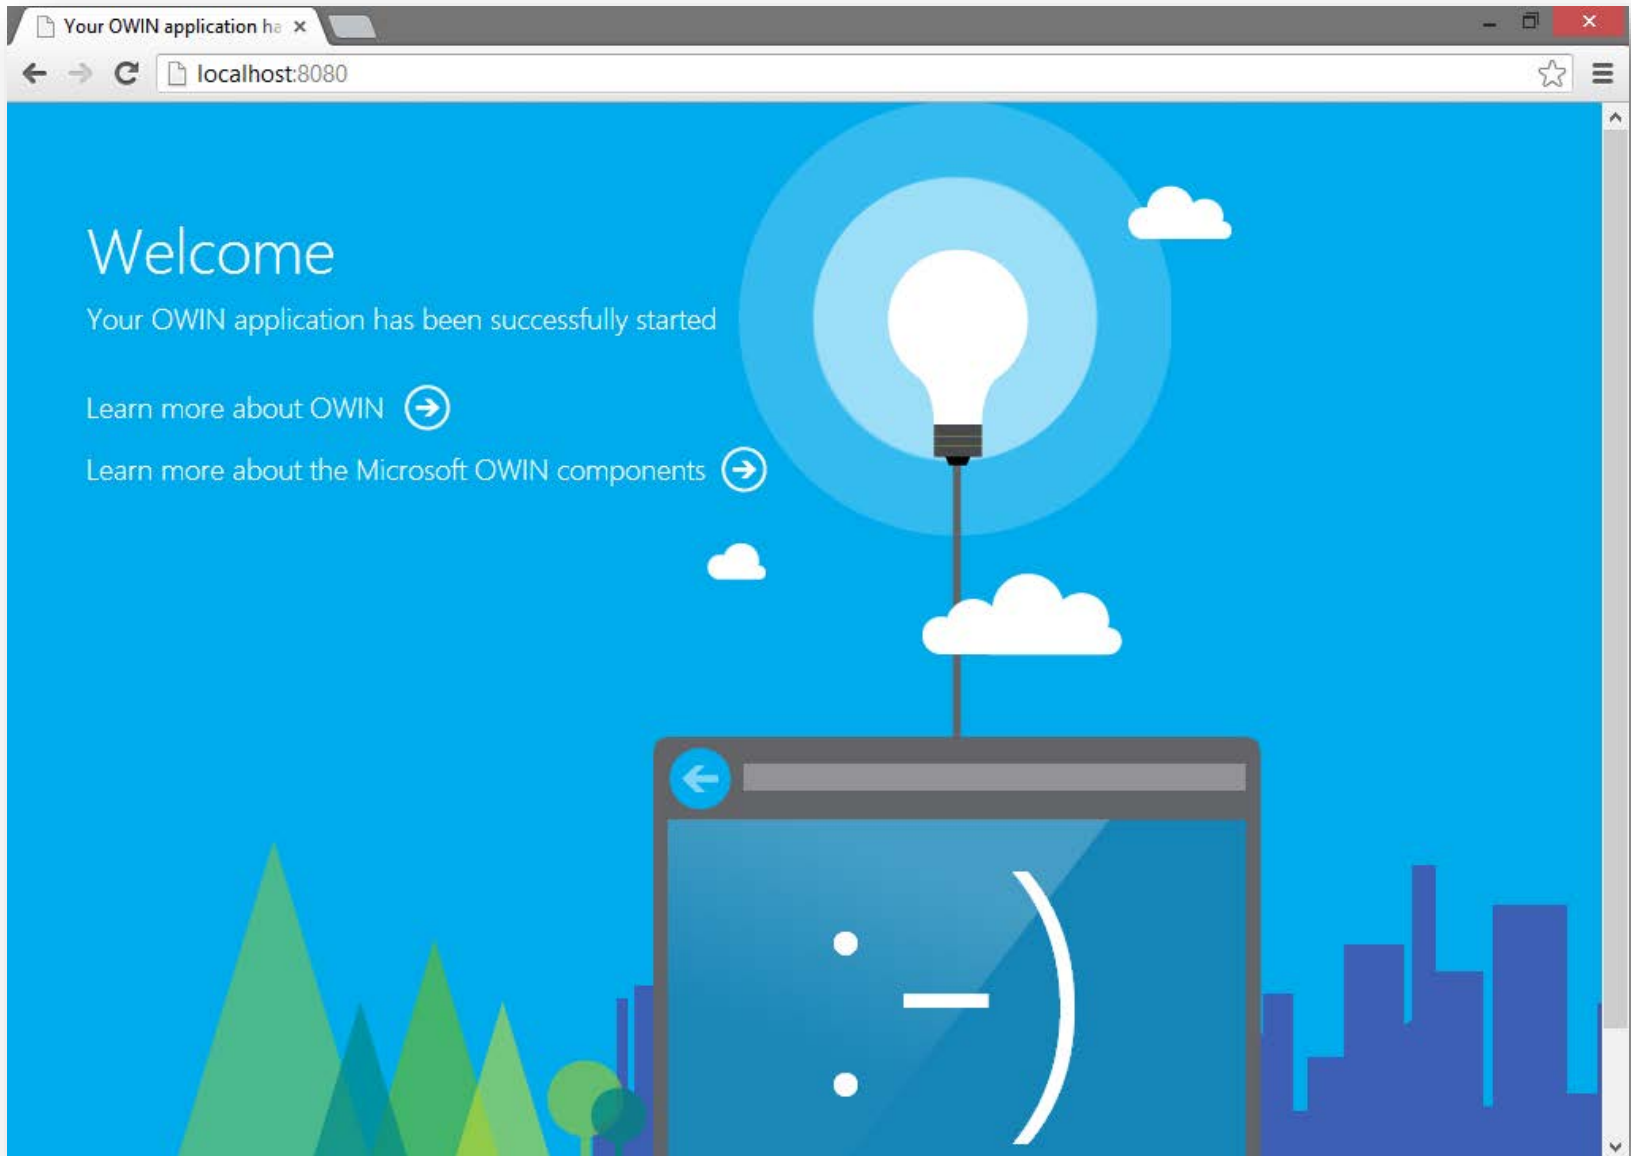 Your OWIN application ha
localhost:8080
Welcome
Your OWIN application has been successfully started
Learn more about OWIN
Learn more about the Microsoft OWIN components
:-)